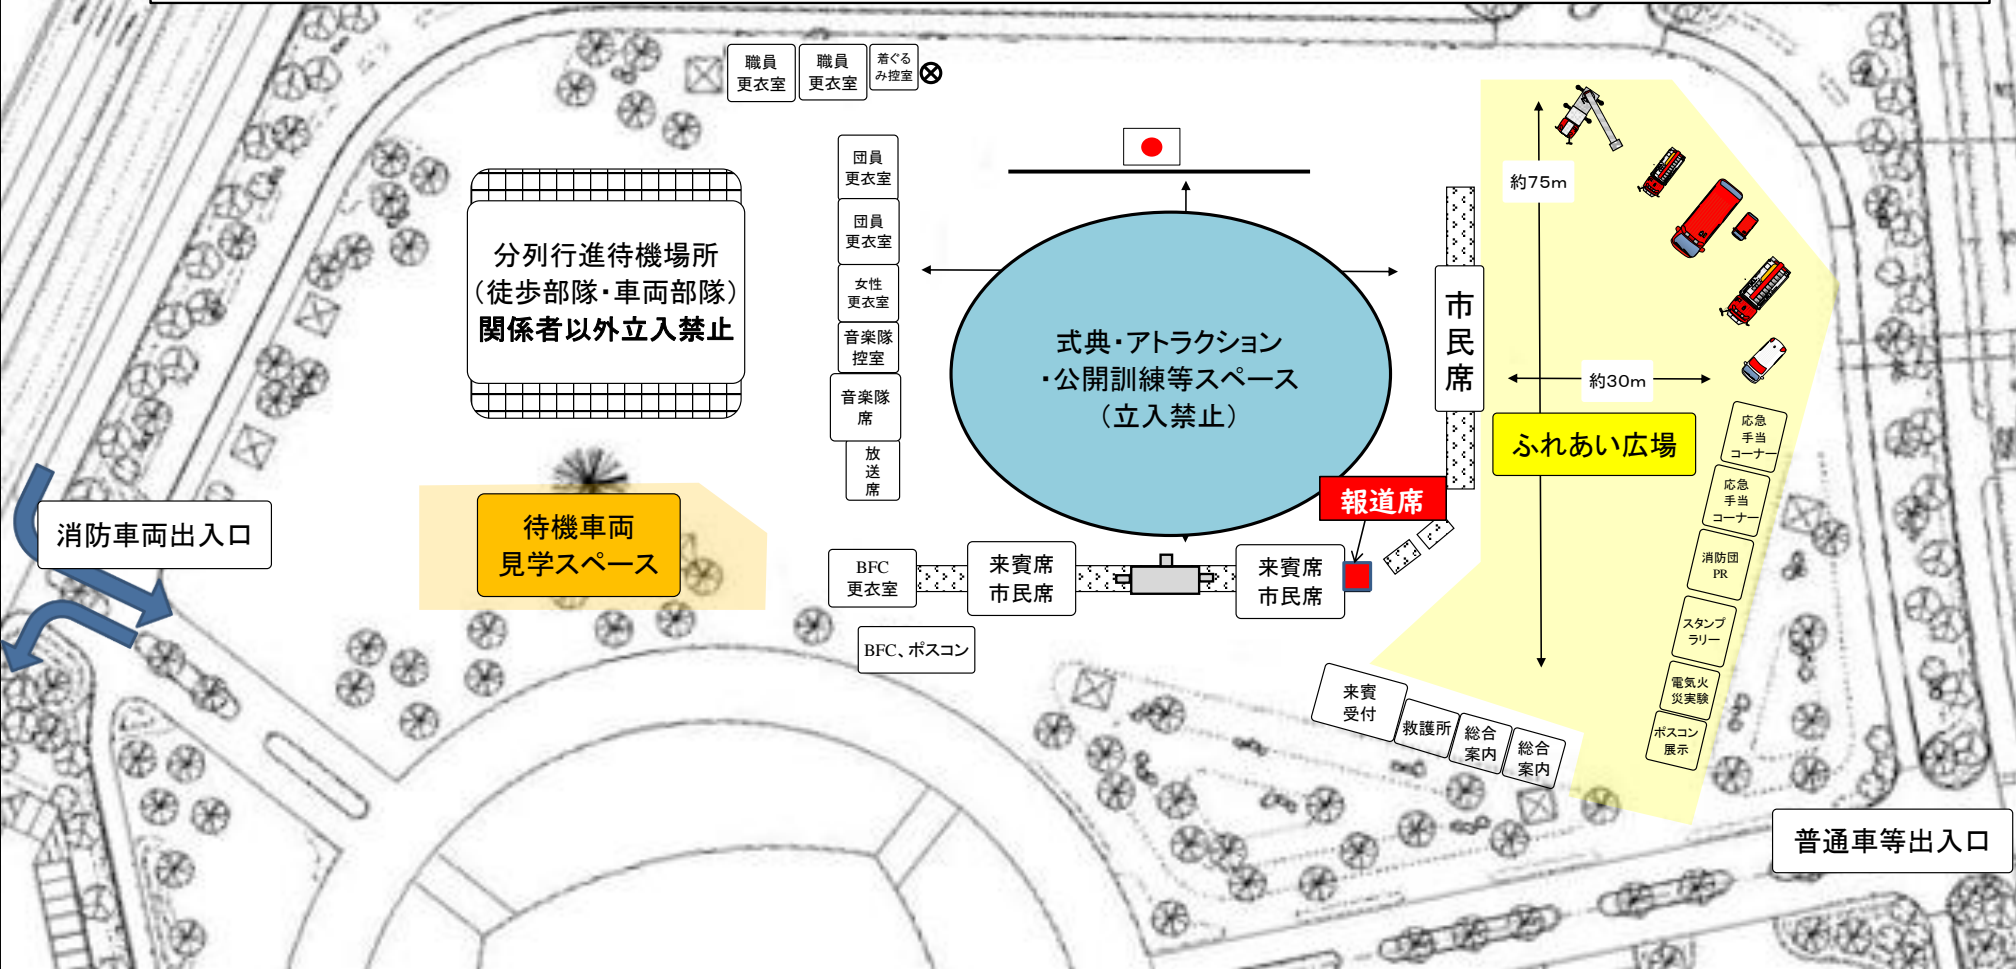 職員
更衣室
職員
更衣室
着ぐる
み控室
団員
更衣室
団員
更衣室
女性
更衣室
音楽隊
控室
音楽隊
席
放
送
席
分列行進待機場所
（徒歩部隊・車両部隊）
関係者以外立入禁止
式典・アトラクション
・公開訓練等スペース
（立入禁止）
市
民
席
約75m
約30m
ふれあい広場
報道席
応急
手当
コーナー
応急
手当
コーナー
消防団
PR
スタンプ
ラリー
電気火
災実験
ポスコン
展示
消防車両出入口
待機車両
見学スペース
BFC
更衣室
来賓席
市民席
来賓席
市民席
BFC、ポスコン
来賓
受付
救護所
総合
案内
総合
案内
普通車等出入口